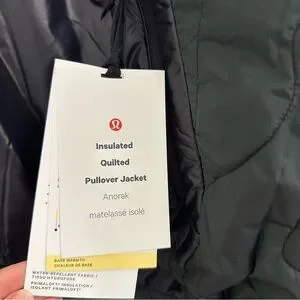 Insulated
Quilted
Pullover Jacket
Anorak
matelassé isolé
BASE WARMTH/
CHALEUR DE BASE
WATER-REPELLENT FABRIC /
TISSU HYDROFUGE
PRIMALOFT® INSULATION /
ISOLANT PRIMALOFT®